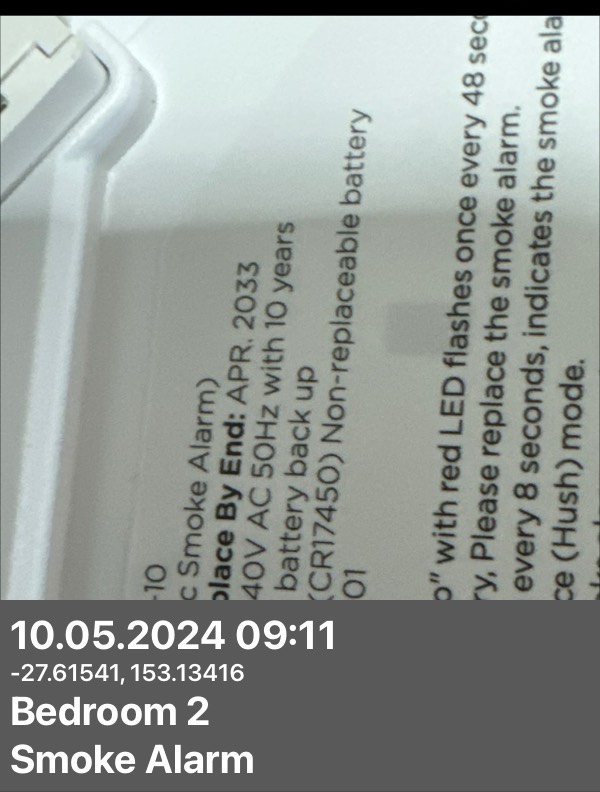 -10
c Smoke Alarm)
place By End: APR. 2033
40V AC 50Hz with 10 years
battery back up
(CR17450) Non-replaceable battery
01
p" with red LED flashes once every 48 seco
ry, Please replace the smoke alarm.
every 8 seconds, indicates the smoke ala
ce (Hush) mode.
10.05.2024 09:11
-27.61541, 153.13416
Bedroom 2
Smoke Alarm